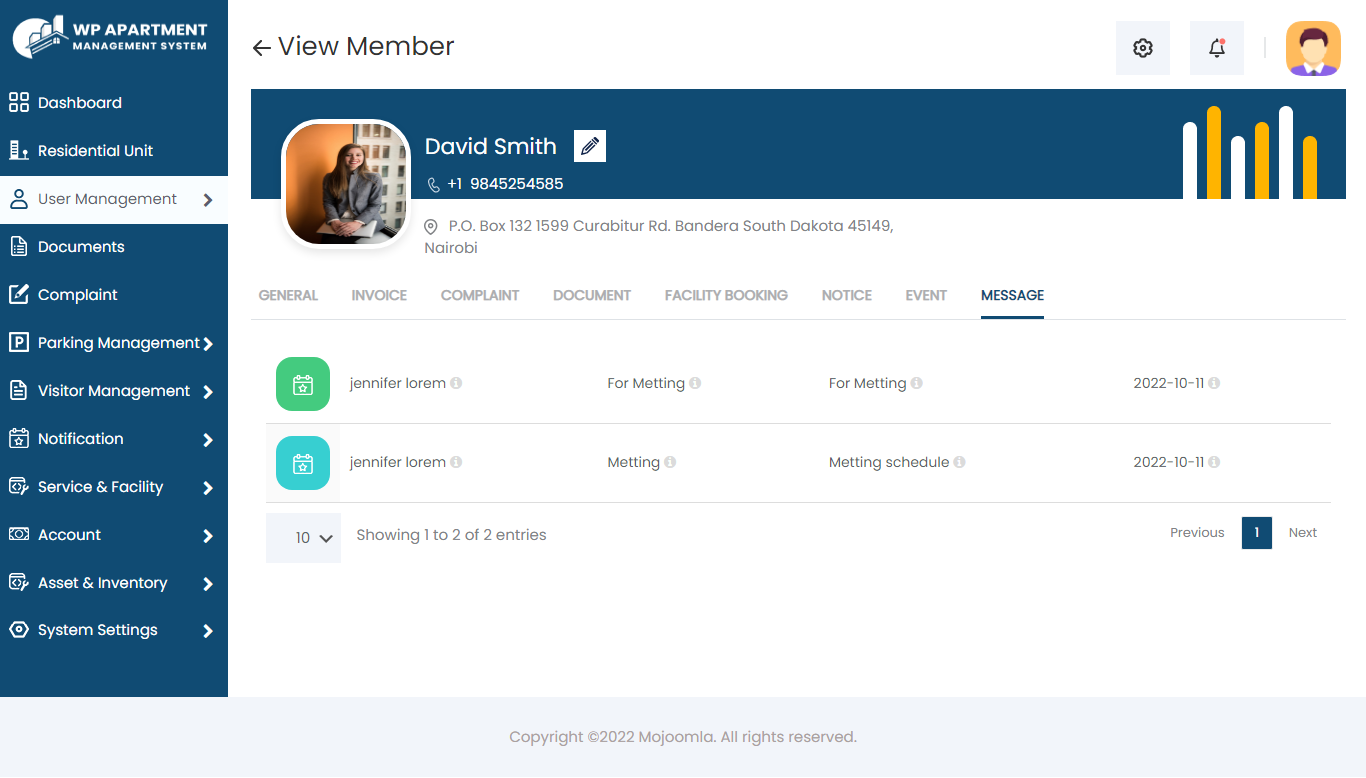 WP APARTMENT
MANAGEMENT SYSTEM
Dashboard
Residential Unit
User Management
Documents
Complaint
Parking Management
Visitor Management
Notification
Service & Facility
Account
Asset & Inventory
System Settings
View Member
David Smith
+1 9845254585
P.O. Box 132 1599 Curabitur Rd. Bandera South Dakota 45149,
Nairobi
GENERAL INVOICE COMPLAINT DOCUMENT FACILITY BOOKING NOTICE EVENT MESSAGE
jennifer lorem For Metting For Metting 2022-10-11
jennifer lorem Metting Metting schedule 2022-10-11
10 Showing 1 to 2 of 2 entries Previous 1 Next
Copyright ©2022 Mojoomla. All rights reserved.